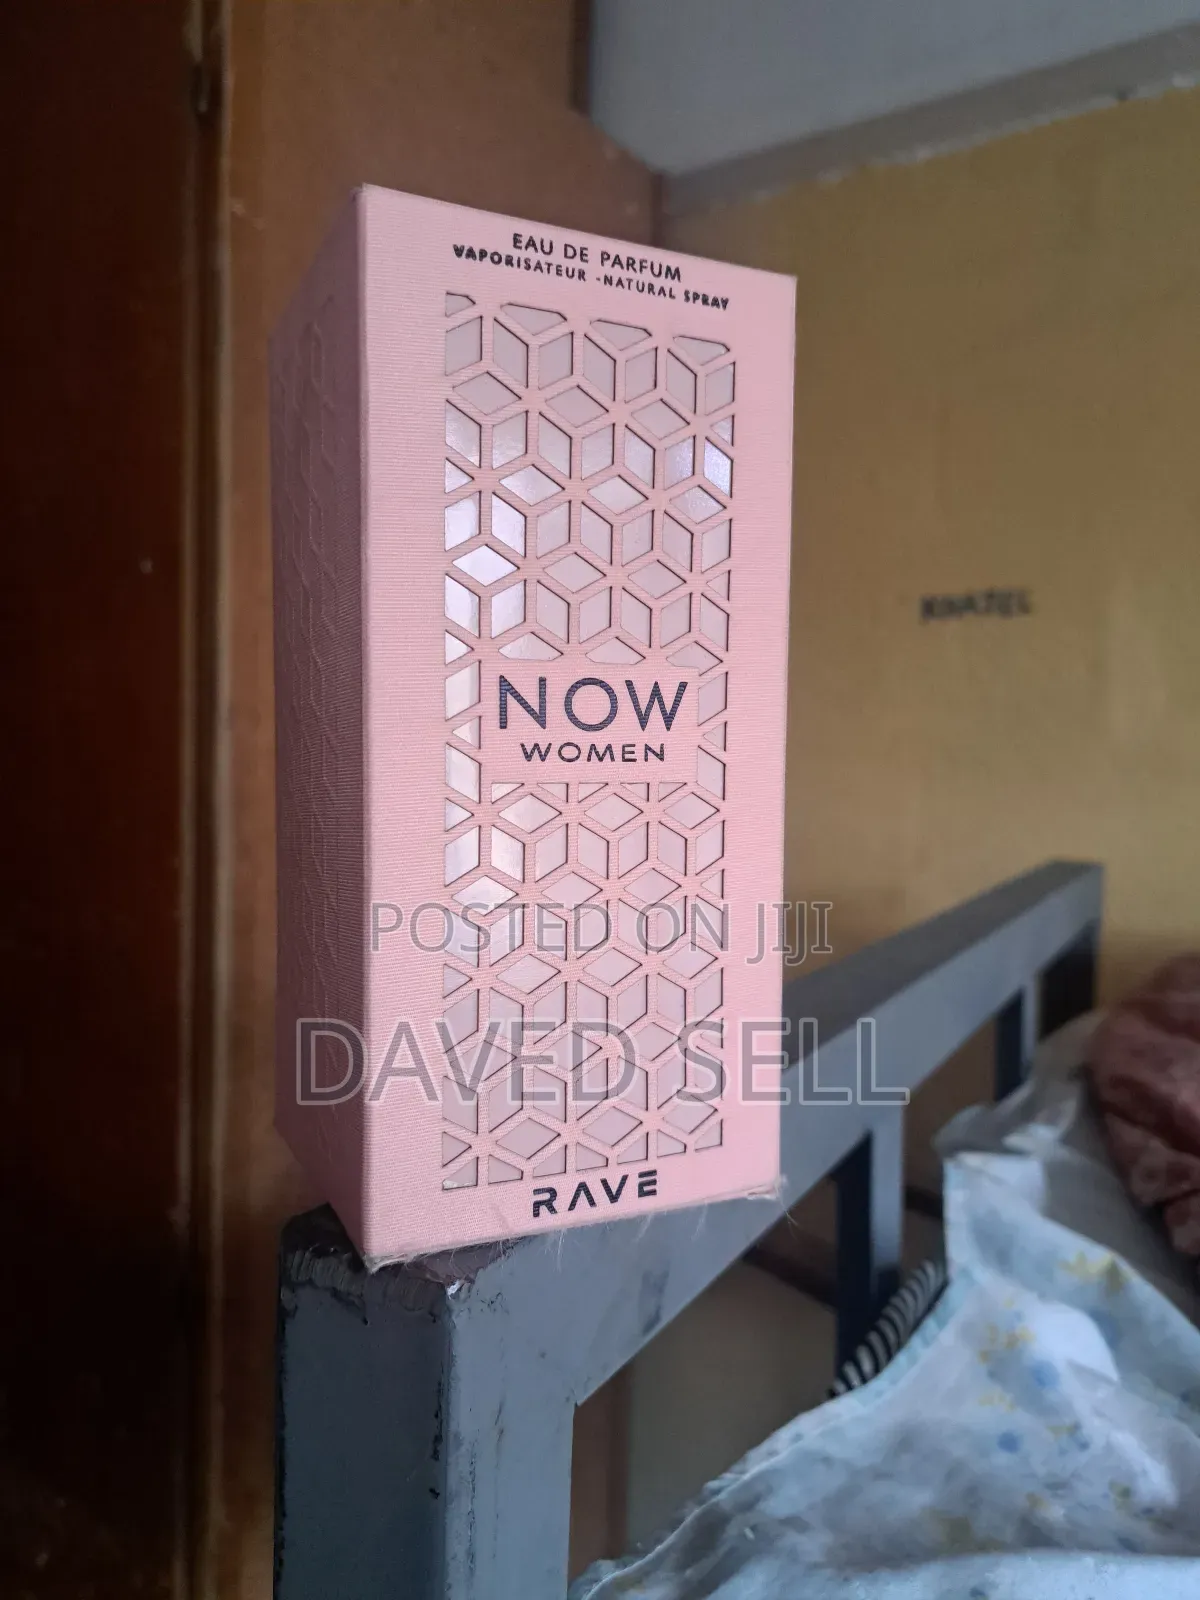 EAU DE PARFUM
VAPORISATEUR -NATURAL SPRAY
NOW
WOMEN
POSTED ON JIJI
DAVED SELL
RAVE